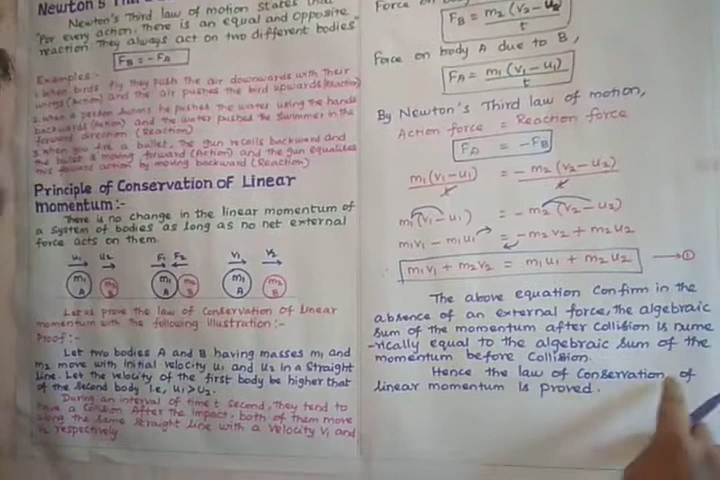 Newton's Third law of motion States that
"For every action, there is an equal and opposite
reaction. They always act on two different bodies"
FB = -FA
Examples:-
1. When birds fly they push the air downwards with their
wings (Action) and the air pushes the bird upwards (Reaction)
2. When a person swims he pushes the water using the hands
backwards (Action) and the water pushes the swimmer in the
forward direction (Reaction)
3. When you fire a bullet, the gun recoils backward and
the bullet is moving forward (Action) and the gun equalises
this forward action by moving backward (Reaction)
Principle of Conservation of Linear
momentum:-
There is no change in the linear momentum of
a system of bodies as long as no net external
force acts on them.
u1 u2 F1 F2 V1 V2
m1 A m2 B m1 A m2 B m1 A m2 B
Let us prove the law of Conservation of linear
momentum with the following illustration:-
Proof:-
Let two bodies A and B having masses m1 and
m2 move with initial velocity u1 and u2 in a Straight
line. Let the velocity of the first body be higher than that
of the second body i.e, u1 > u2.
During an interval of time t second, they tend to
have a After the impact, both of them move
along the same straight line with a velocity V1 and
V2 respectively
Force on
FB = m2 (v2 - u2) / t
Force on body A due to B,
FA = m1 (v1 - u1) / t
By Newton's Third law of motion,
Action force = Reaction force
FA = -FB
m1(v1-u1) / t = - m2 (v2-u2) / t
m1(v1-u1) = - m2 (v2-u2)
m1v1 - m1u1 = -m2v2 + m2u2
m1v1 + m2v2 = m1u1 + m2u2 → ①
The above equation Confirm in the
absence of an external force, the algebraic
sum of the momentum after Collision is nume
-rically equal to the algebraic sum of the
momentum before Collision.
Hence the law of Conservation of
linear momentum is proved.